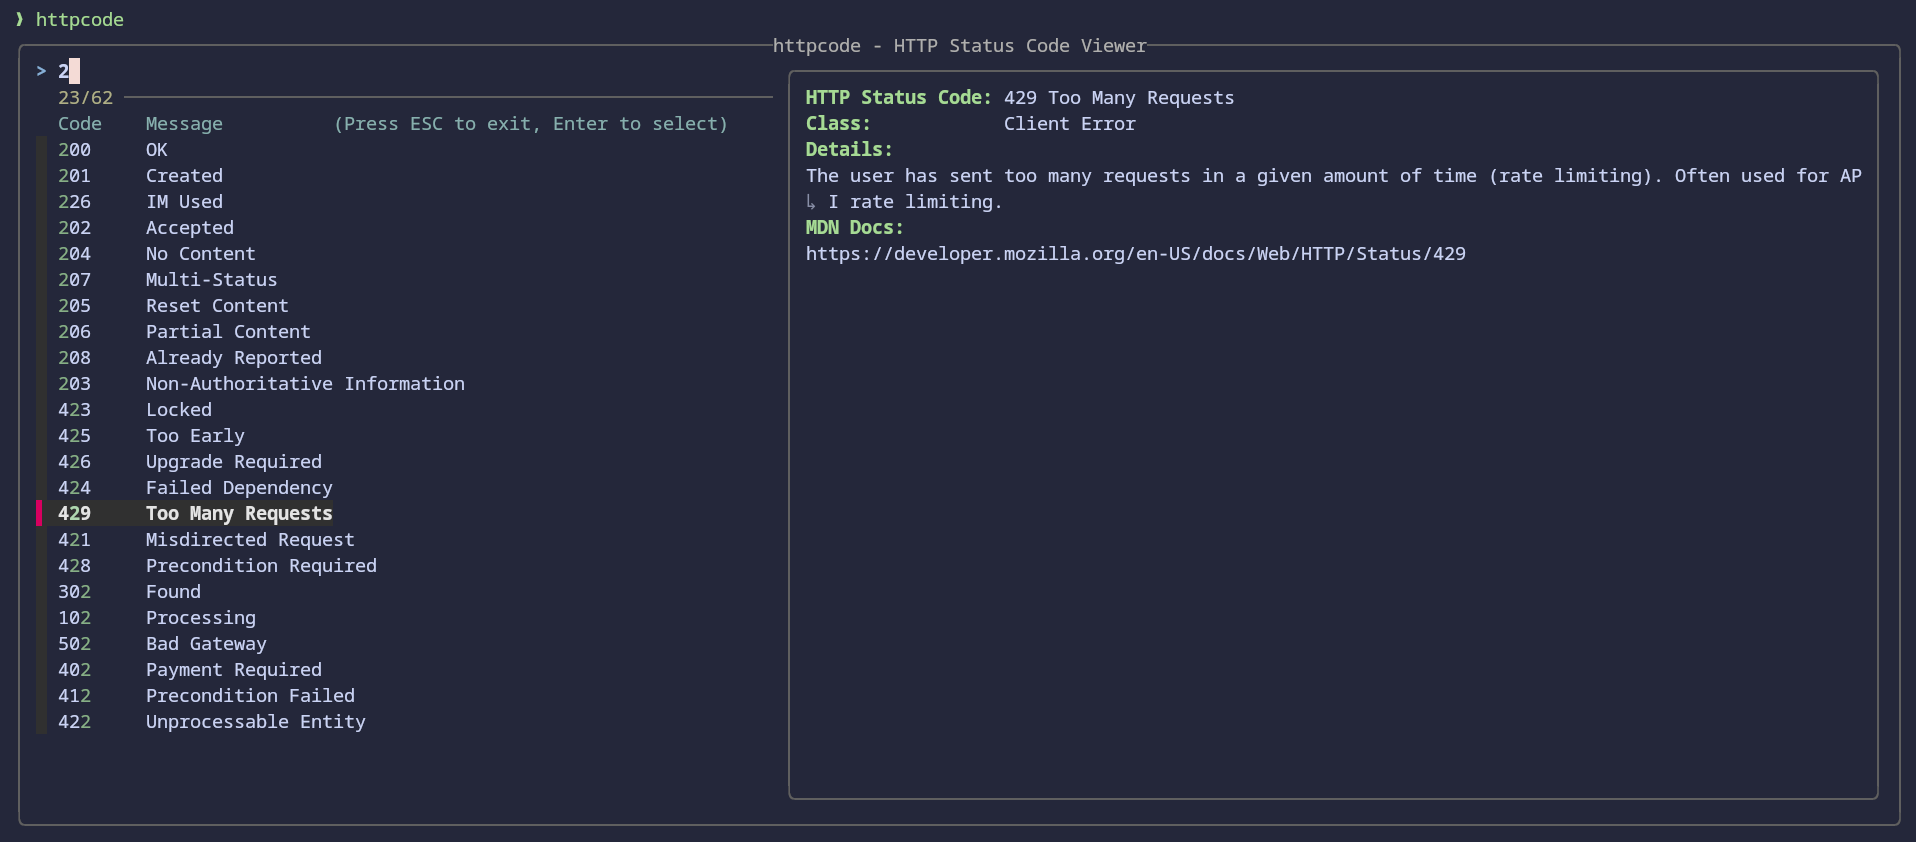 ❱ httpcode
httpcode - HTTP Status Code Viewer
> 2
23/62
Code    Message          (Press ESC to exit, Enter to select)
200     OK
201     Created
226     IM Used
202     Accepted
204     No Content
207     Multi-Status
205     Reset Content
206     Partial Content
208     Already Reported
203     Non-Authoritative Information
423     Locked
425     Too Early
426     Upgrade Required
424     Failed Dependency
429     Too Many Requests
421     Misdirected Request
428     Precondition Required
302     Found
102     Processing
502     Bad Gateway
402     Payment Required
412     Precondition Failed
422     Unprocessable Entity
HTTP Status Code: 429 Too Many Requests
Class:            Client Error
Details:
The user has sent too many requests in a given amount of time (rate limiting). Often used for AP
↳ I rate limiting.
MDN Docs:
https://developer.mozilla.org/en-US/docs/Web/HTTP/Status/429